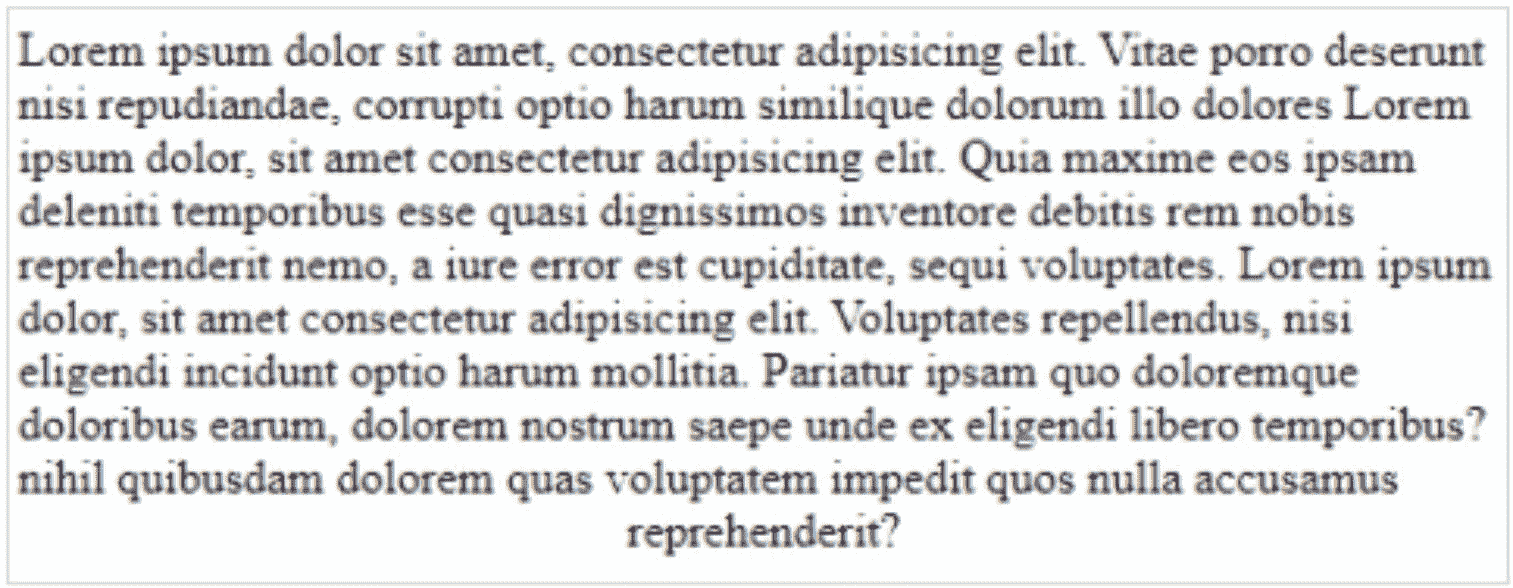 Lorem ipsum dolor sit amet, consectetur adipisicing elit. Vitae porro deserunt
nisi repudiandae, corrupti optio harum similique dolorum illo dolores Lorem
ipsum dolor, sit amet consectetur adipisicing elit. Quia maxime eos ipsam
deleniti temporibus esse quasi dignissimos inventore debitis rem nobis
reprehenderit nemo, a iure error est cupiditate, sequi voluptates. Lorem ipsum
dolor, sit amet consectetur adipisicing elit. Voluptates repellendus, nisi
eligendi incidunt optio harum mollitia. Pariatur ipsam quo doloremque
doloribus earum, dolorem nostrum saepe unde ex eligendi libero temporibus?
nihil quibusdam dolorem quas voluptatem impedit quos nulla accusamus
reprehenderit?